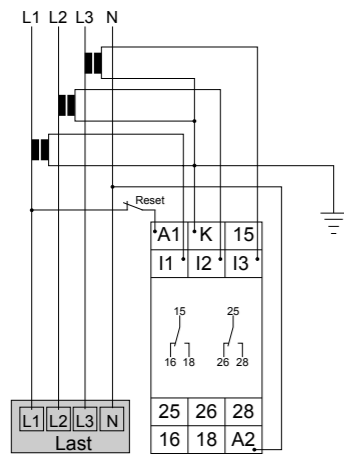 L1 L2 L3 N
Reset
A1 K 15
I1 I2 I3
15 25
16 18 26 28
25 26 28
16 18 A2
L1 L2 L3 N
Last